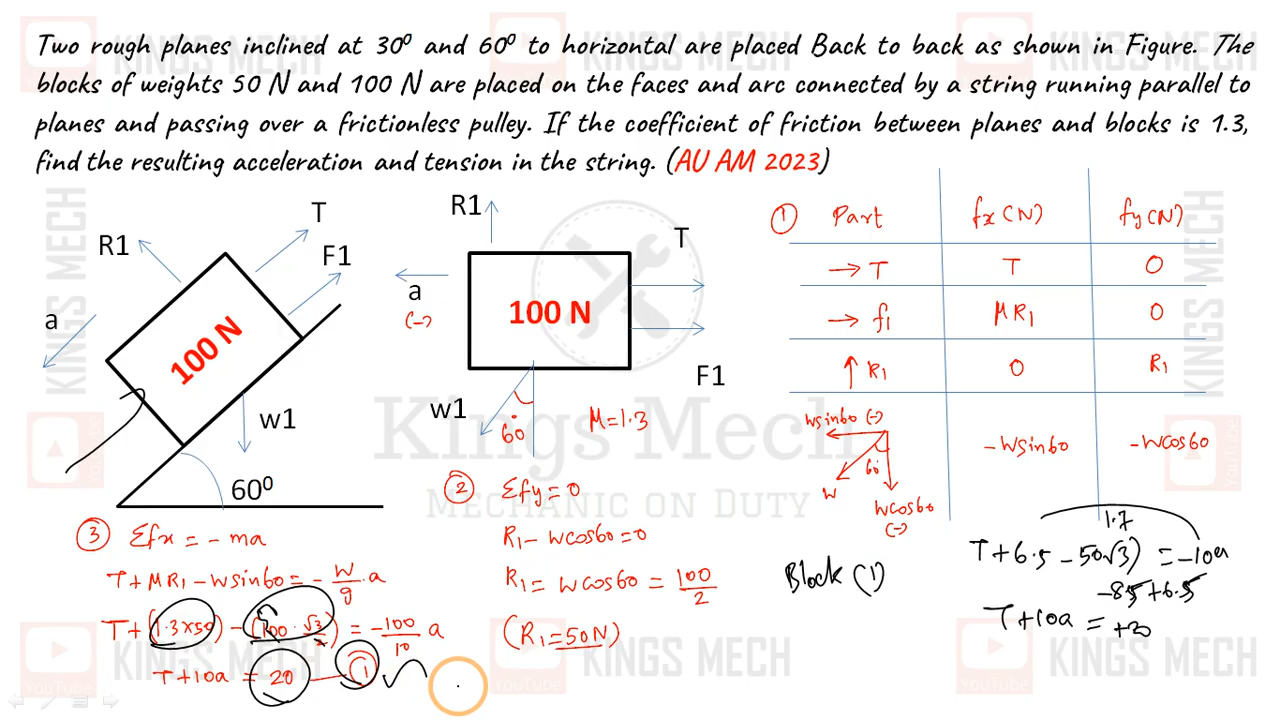 Two rough planes inclined at 30⁰ and 60⁰ to horizontal are placed Back to back as shown in Figure. The
blocks of weights 50 N and 100 N are placed on the faces and arc connected by a string running parallel to
planes and passing over a frictionless pulley. If the coefficient of friction between planes and blocks is 1.3,
find the resulting acceleration and tension in the string. (AU AM 2023)
T
R1
F1
a
100 N
w1
60⁰
R1
T
a
(-)
100 N
F1
w1
60°
M=1.3
① Part fx(N) fy(N)
→ T T 0
→ f1 MR1 0
↑ R1 0 R1
wsin60 (-)
60°
W
wcos60
(-)
-Wsin60 -Wcos60
② Σfy=0
R1 - wcos60=0
R1= wcos60 = 100/2
(R1=50N)
③ Σfx = - ma
T+MR1-wsin60= - W/g .a
T+(1.3x50) - (100.√3/2) = -100/10 a
T+10a = 20 — ①
Block (1)
1.7
T+6.5 - 50√3) = -10a
-85+6.5
T+10a = +20
Kings Mech
MECHANIC ON DUTY
KINGS MECH
YouTube